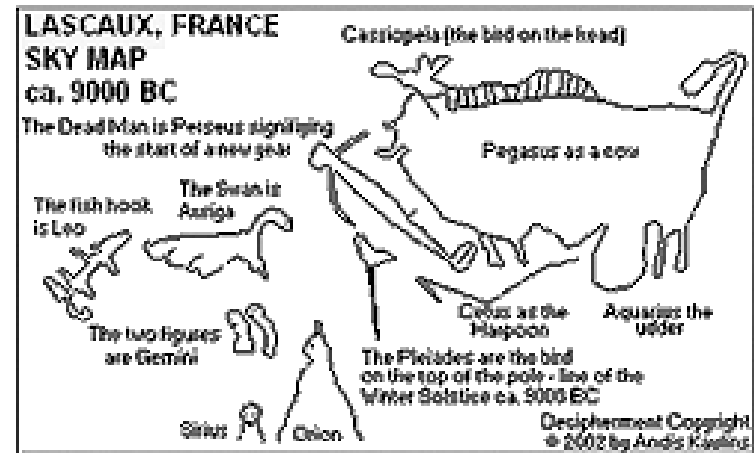 LASCAUX, FRANCE
SKY MAP
ca. 9000 BC
Cassiopeia (the bird on the head)
The Dead Man is Perseus signifying
the start of a new year
Pegasus as a cow
The Swan is
Auriga
The fish hook
is Leo
Cetus as the
Harpoon
Aquarius the
udder
The two figures
are Gemini
The Pleiades are the bird
on the top of the pole - line of the
Winter Solstice ca. 9000 BC
Sirius
Orion
Decipherment Copyright
© 2002 by Andis Kaulins